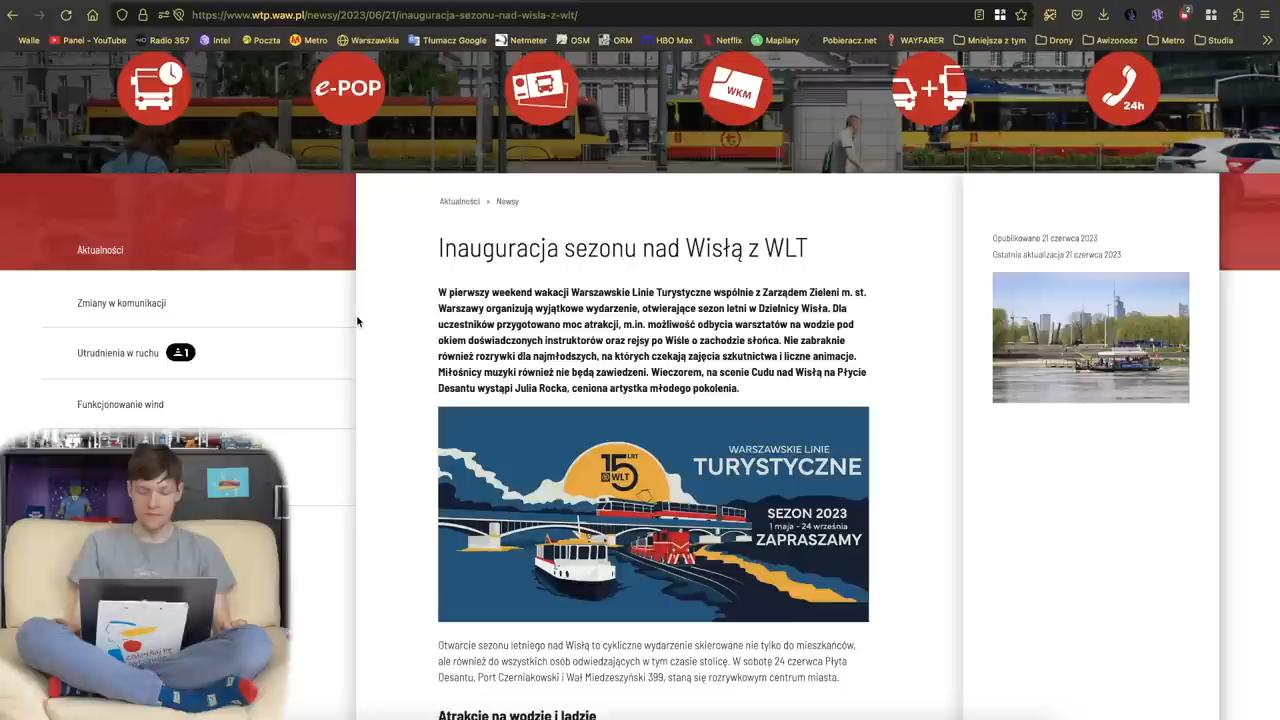 https://www.wtp.waw.pl/newsy/2023/06/21/inauguracja-sezonu-nad-wisla-z-wlt/
Walle
Panel - YouTube
Radio 357
Intel
Poczta
Metro
Warszawikia
Tłumacz Google
Netmeter
OSM
ORM
HBO Max
Netflix
Mapilary
Pobieracz.net
WAYFARER
Mniejsza z tym
Drony
Awizonosz
Metro
Studia
e-POP
WKM
24h
Aktualności
Zmiany w komunikacji
Utrudnienia w ruchu 1
Funkcjonowanie wind
Aktualności » Newsy
Inauguracja sezonu nad Wisłą z WLT
W pierwszy weekend wakacji Warszawskie Linie Turystyczne wspólnie z Zarządem Zieleni m. st.
Warszawy organizują wyjątkowe wydarzenie, otwierające sezon letni w Dzielnicy Wisła. Dla
uczestników przygotowano moc atrakcji, m.in. możliwość odbycia warsztatów na wodzie pod
okiem doświadczonych instruktorów oraz rejsy po Wiśle o zachodzie słońca. Nie zabraknie
również rozrywki dla najmłodszych, na których czekają zajęcia szkutnictwa i liczne animacje.
Miłośnicy muzyki również nie będą zawiedzeni. Wieczorem, na scenie Cudu nad Wisłą na Płycie
Desantu wystąpi Julia Rocka, ceniona artystka młodego pokolenia.
15 LAT
WLT
WARSZAWSKIE LINIE
TURYSTYCZNE
SEZON 2023
1 maja – 24 września
ZAPRASZAMY
Otwarcie sezonu letniego nad Wisłą to cykliczne wydarzenie skierowane nie tylko do mieszkańców,
ale również do wszystkich osób odwiedzających w tym czasie stolicę. W sobotę 24 czerwca Płyta
Desantu, Port Czerniakowski i Wał Miedzeszyński 399, staną się rozrywkowym centrum miasta.
Atrakcje na wodzie i lądzie
Opublikowano 21 czerwca 2023
Ostatnia aktualizacja 21 czerwca 2023